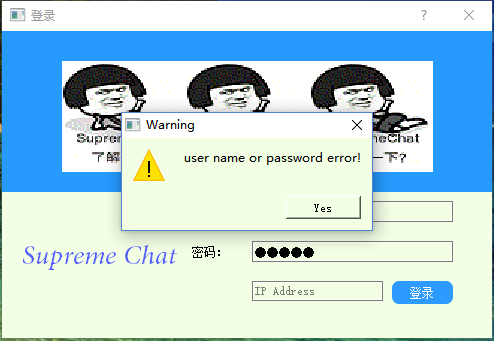 登录
Warning
user name or password error!
Yes
Suprem
meChat
了解
一下?
Supreme Chat
密码:
IP Address
登录